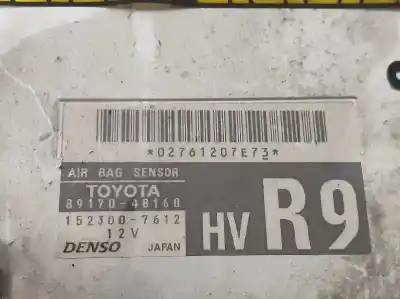 *02761207E73*
AIR BAG SENSOR
TOYOTA
89170-48160
152300-7612
12V
DENSO JAPAN
HV R9